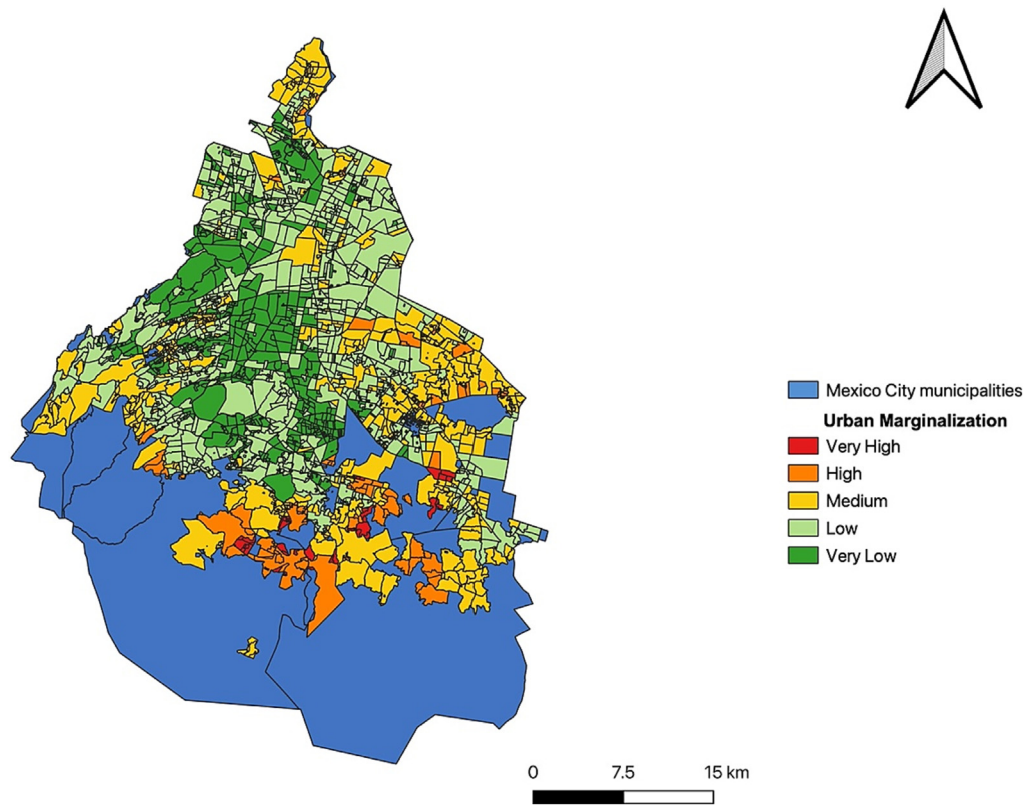 Mexico City municipalities
Urban Marginalization
Very High
High
Medium
Low
Very Low
0 7.5 15 km